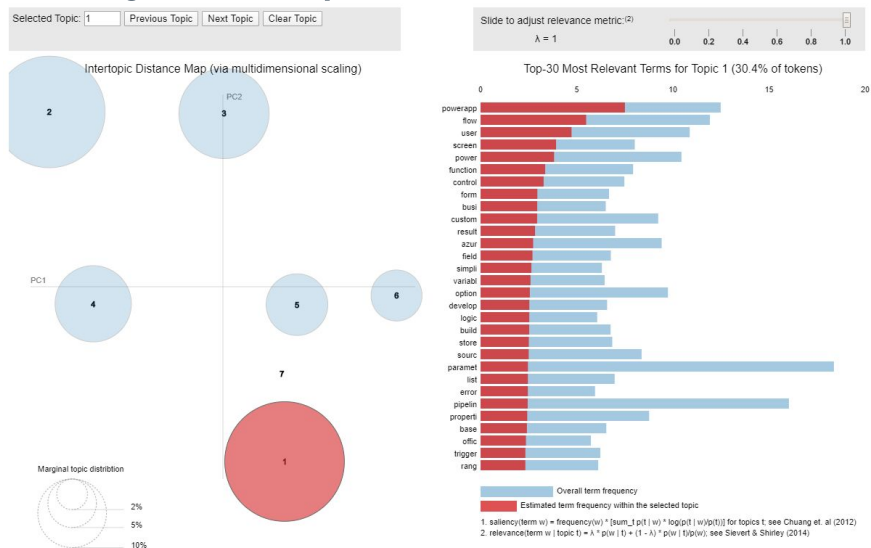 Selected Topic: 1 Previous Topic Next Topic Clear Topic
Slide to adjust relevance metric:(2)
λ = 1
0.0 0.2 0.4 0.6 0.8 1.0
Intertopic Distance Map (via multidimensional scaling)
PC2
PC1
2
3
4
5
6
7
1
Marginal topic distribtion
2%
5%
10%
Top-30 Most Relevant Terms for Topic 1 (30.4% of tokens)
0 5 10 15 20
powerapp
flow
user
screen
power
function
control
form
busi
custom
result
azur
field
simpli
variabl
option
develop
logic
build
store
sourc
paramet
list
error
pipelin
properti
base
offic
trigger
rang
Overall term frequency
Estimated term frequency within the selected topic
1. saliency(term w) = frequency(w) * [sum_t p(t | w) * log(p(t | w)/p(t))] for topics t; see Chuang et. al (2012)
2. relevance(term w | topic t) = λ * p(w | t) + (1 - λ) * p(w | t)/p(w); see Sievert & Shirley (2014)